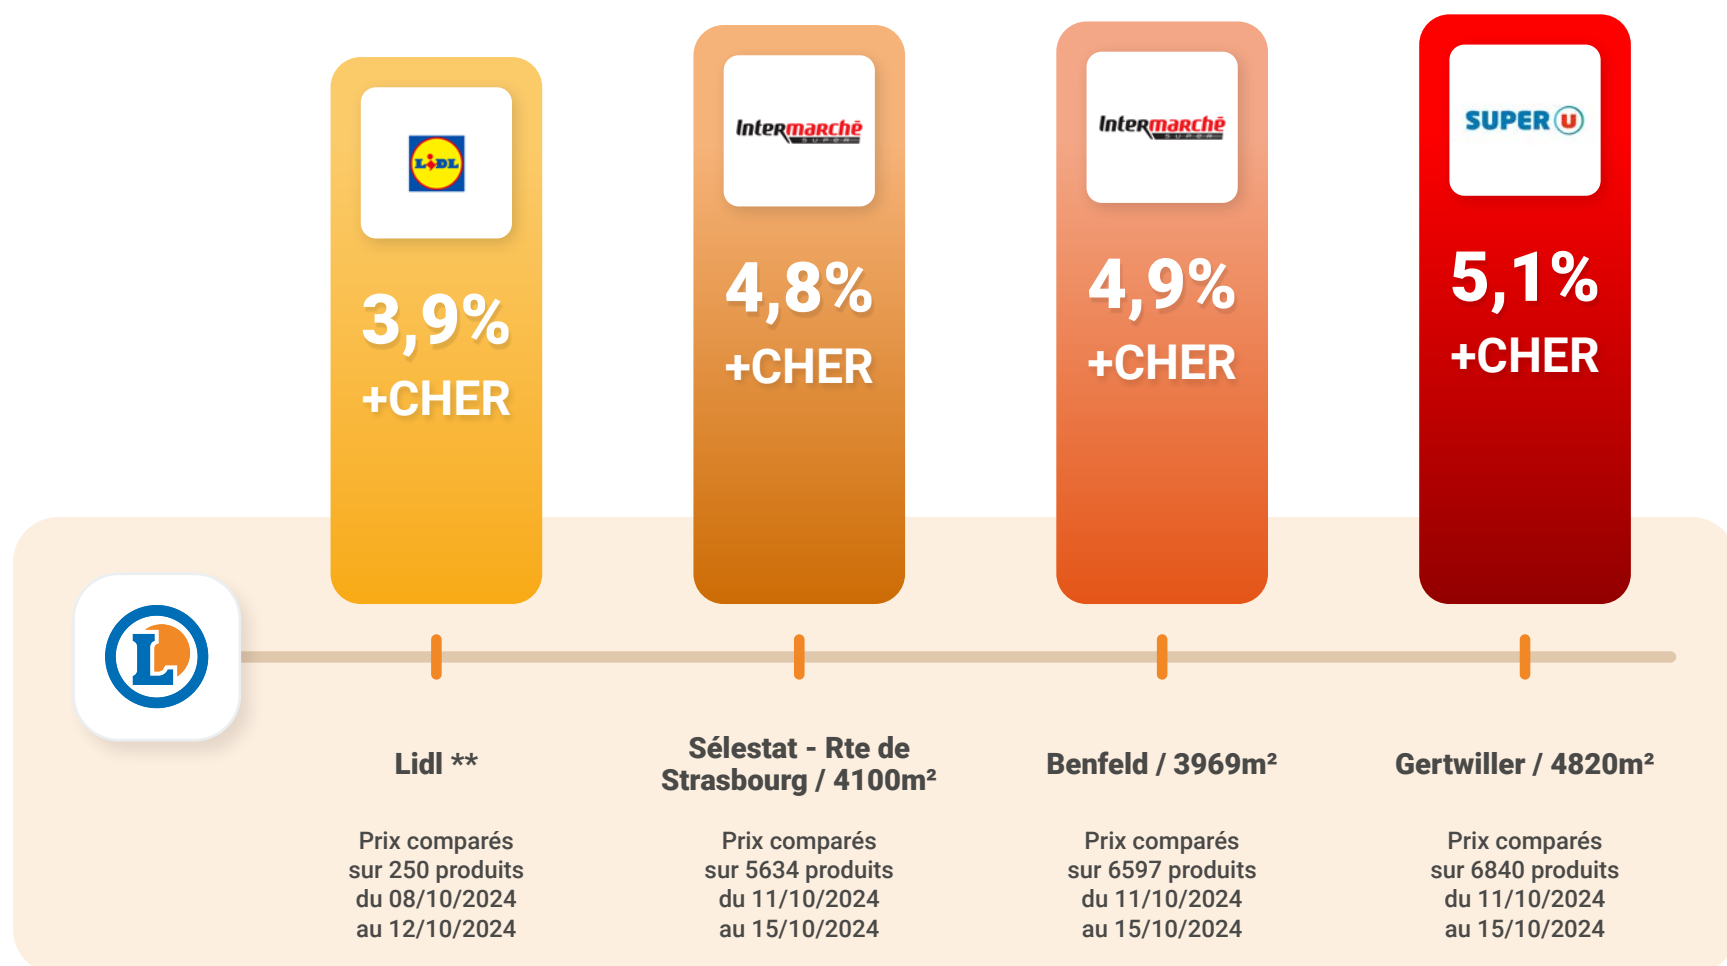 LIDL
3,9%
+CHER
Intermarchē
SUPER
4,8%
+CHER
Intermarchē
SUPER
4,9%
+CHER
SUPER U
5,1%
+CHER
L
Lidl **
Prix comparés
sur 250 produits
du 08/10/2024
au 12/10/2024
Sélestat - Rte de
Strasbourg / 4100m²
Prix comparés
sur 5634 produits
du 11/10/2024
au 15/10/2024
Benfeld / 3969m²
Prix comparés
sur 6597 produits
du 11/10/2024
au 15/10/2024
Gertwiller / 4820m²
Prix comparés
sur 6840 produits
du 11/10/2024
au 15/10/2024